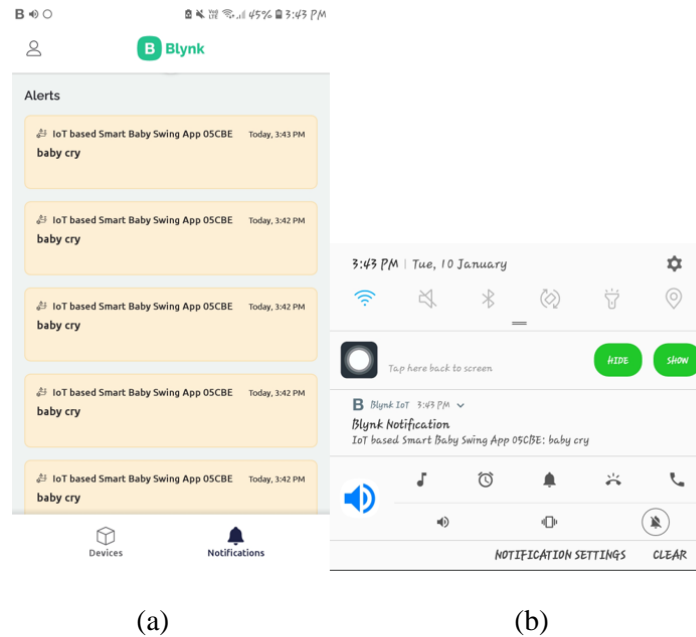 B 45% 3:43 PM
B Blynk
Alerts
IoT based Smart Baby Swing App 05CBE Today, 3:43 PM
baby cry
IoT based Smart Baby Swing App 05CBE Today, 3:42 PM
baby cry
IoT based Smart Baby Swing App 05CBE Today, 3:42 PM
baby cry
IoT based Smart Baby Swing App 05CBE Today, 3:42 PM
baby cry
IoT based Smart Baby Swing App 05CBE Today, 3:42 PM
baby cry
Devices Notifications
(a)
3:43 PM | Tue, 10 January
Tap here back to screen HIDE SHOW
B Blynk IoT 3:43 PM
Blynk Notification
IoT based Smart Baby Swing App 05CBE: baby cry
NOTIFICATION SETTINGS CLEAR
(b)